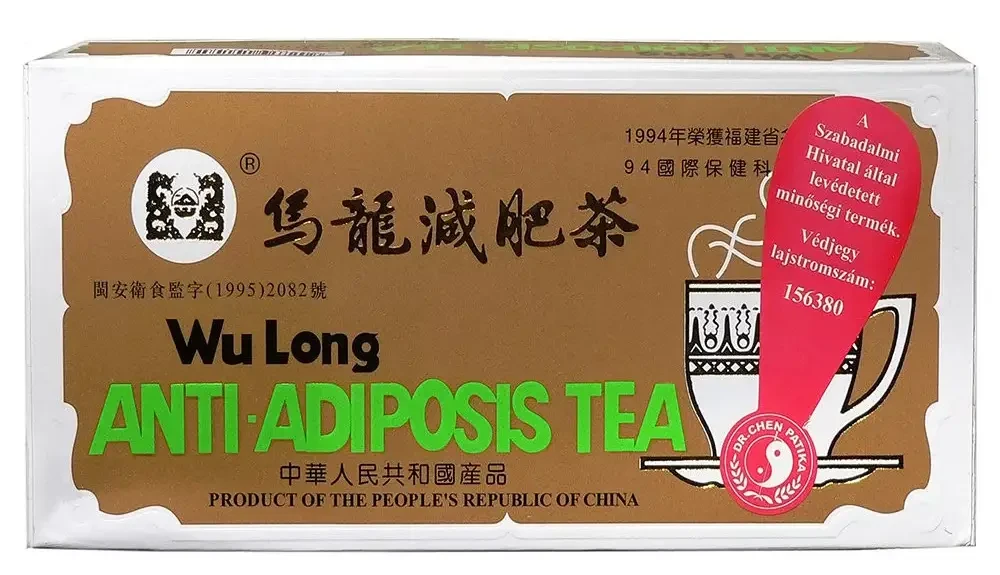 ANTI-ADIPOSIS TEA
1994年榮獲福建省
94國際保健科
®
烏龍減肥茶
閩安衛食監字(1995)2082號
Wu Long
ANTI-ADIPOSIS TEA
中華人民共和國產品
PRODUCT OF THE PEOPLE'S REPUBLIC OF CHINA
A
Szabadalmi
Hivatal által
levédetett
minőségi termék.
Védjegy
lajstromszám:
156380
DR. CHEN PATIKA